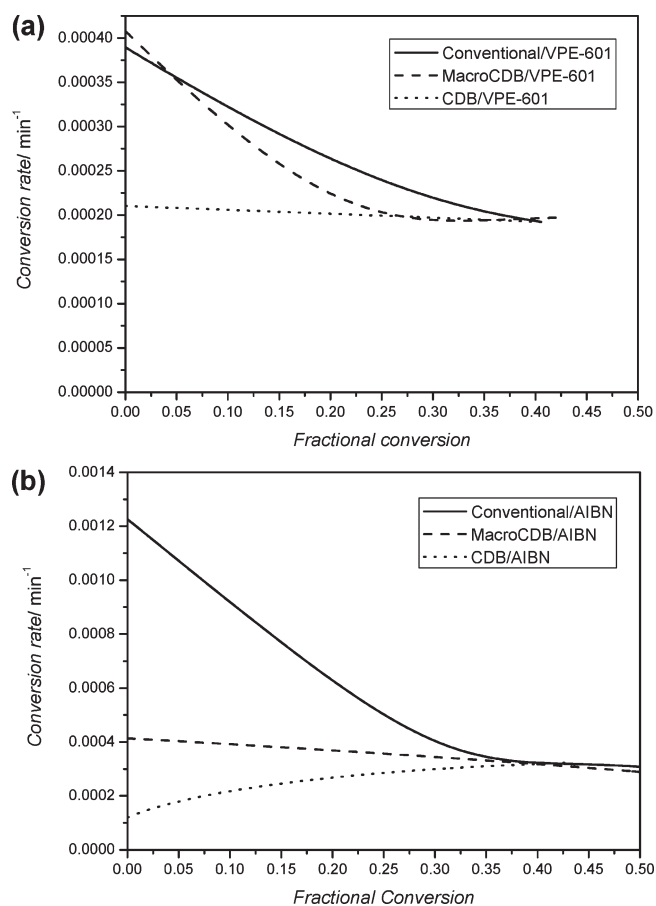 (a)
Conventional/VPE-601
MacroCDB/VPE-601
CDB/VPE-601
0.00040
0.00035
0.00030
0.00025
0.00020
0.00015
0.00010
0.00005
0.00000
Conversion rate/ min-1
0.00 0.05 0.10 0.15 0.20 0.25 0.30 0.35 0.40 0.45 0.50
Fractional conversion
(b)
Conventional/AIBN
MacroCDB/AIBN
CDB/AIBN
0.0014
0.0012
0.0010
0.0008
0.0006
0.0004
0.0002
0.0000
Conversion rate/ min-1
0.00 0.05 0.10 0.15 0.20 0.25 0.30 0.35 0.40 0.45 0.50
Fractional Conversion